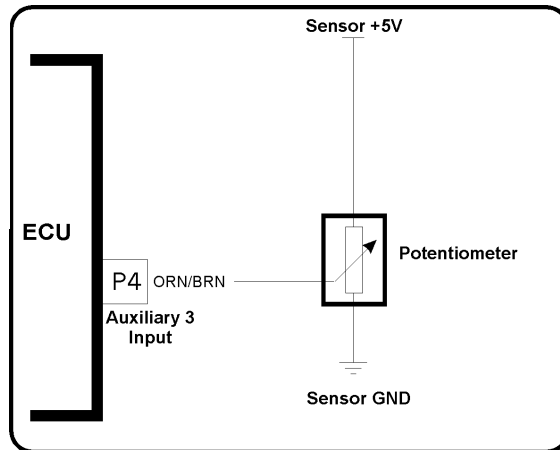 Sensor +5V
ECU
Potentiometer
P4 ORN/BRN
Auxiliary 3
Input
Sensor GND